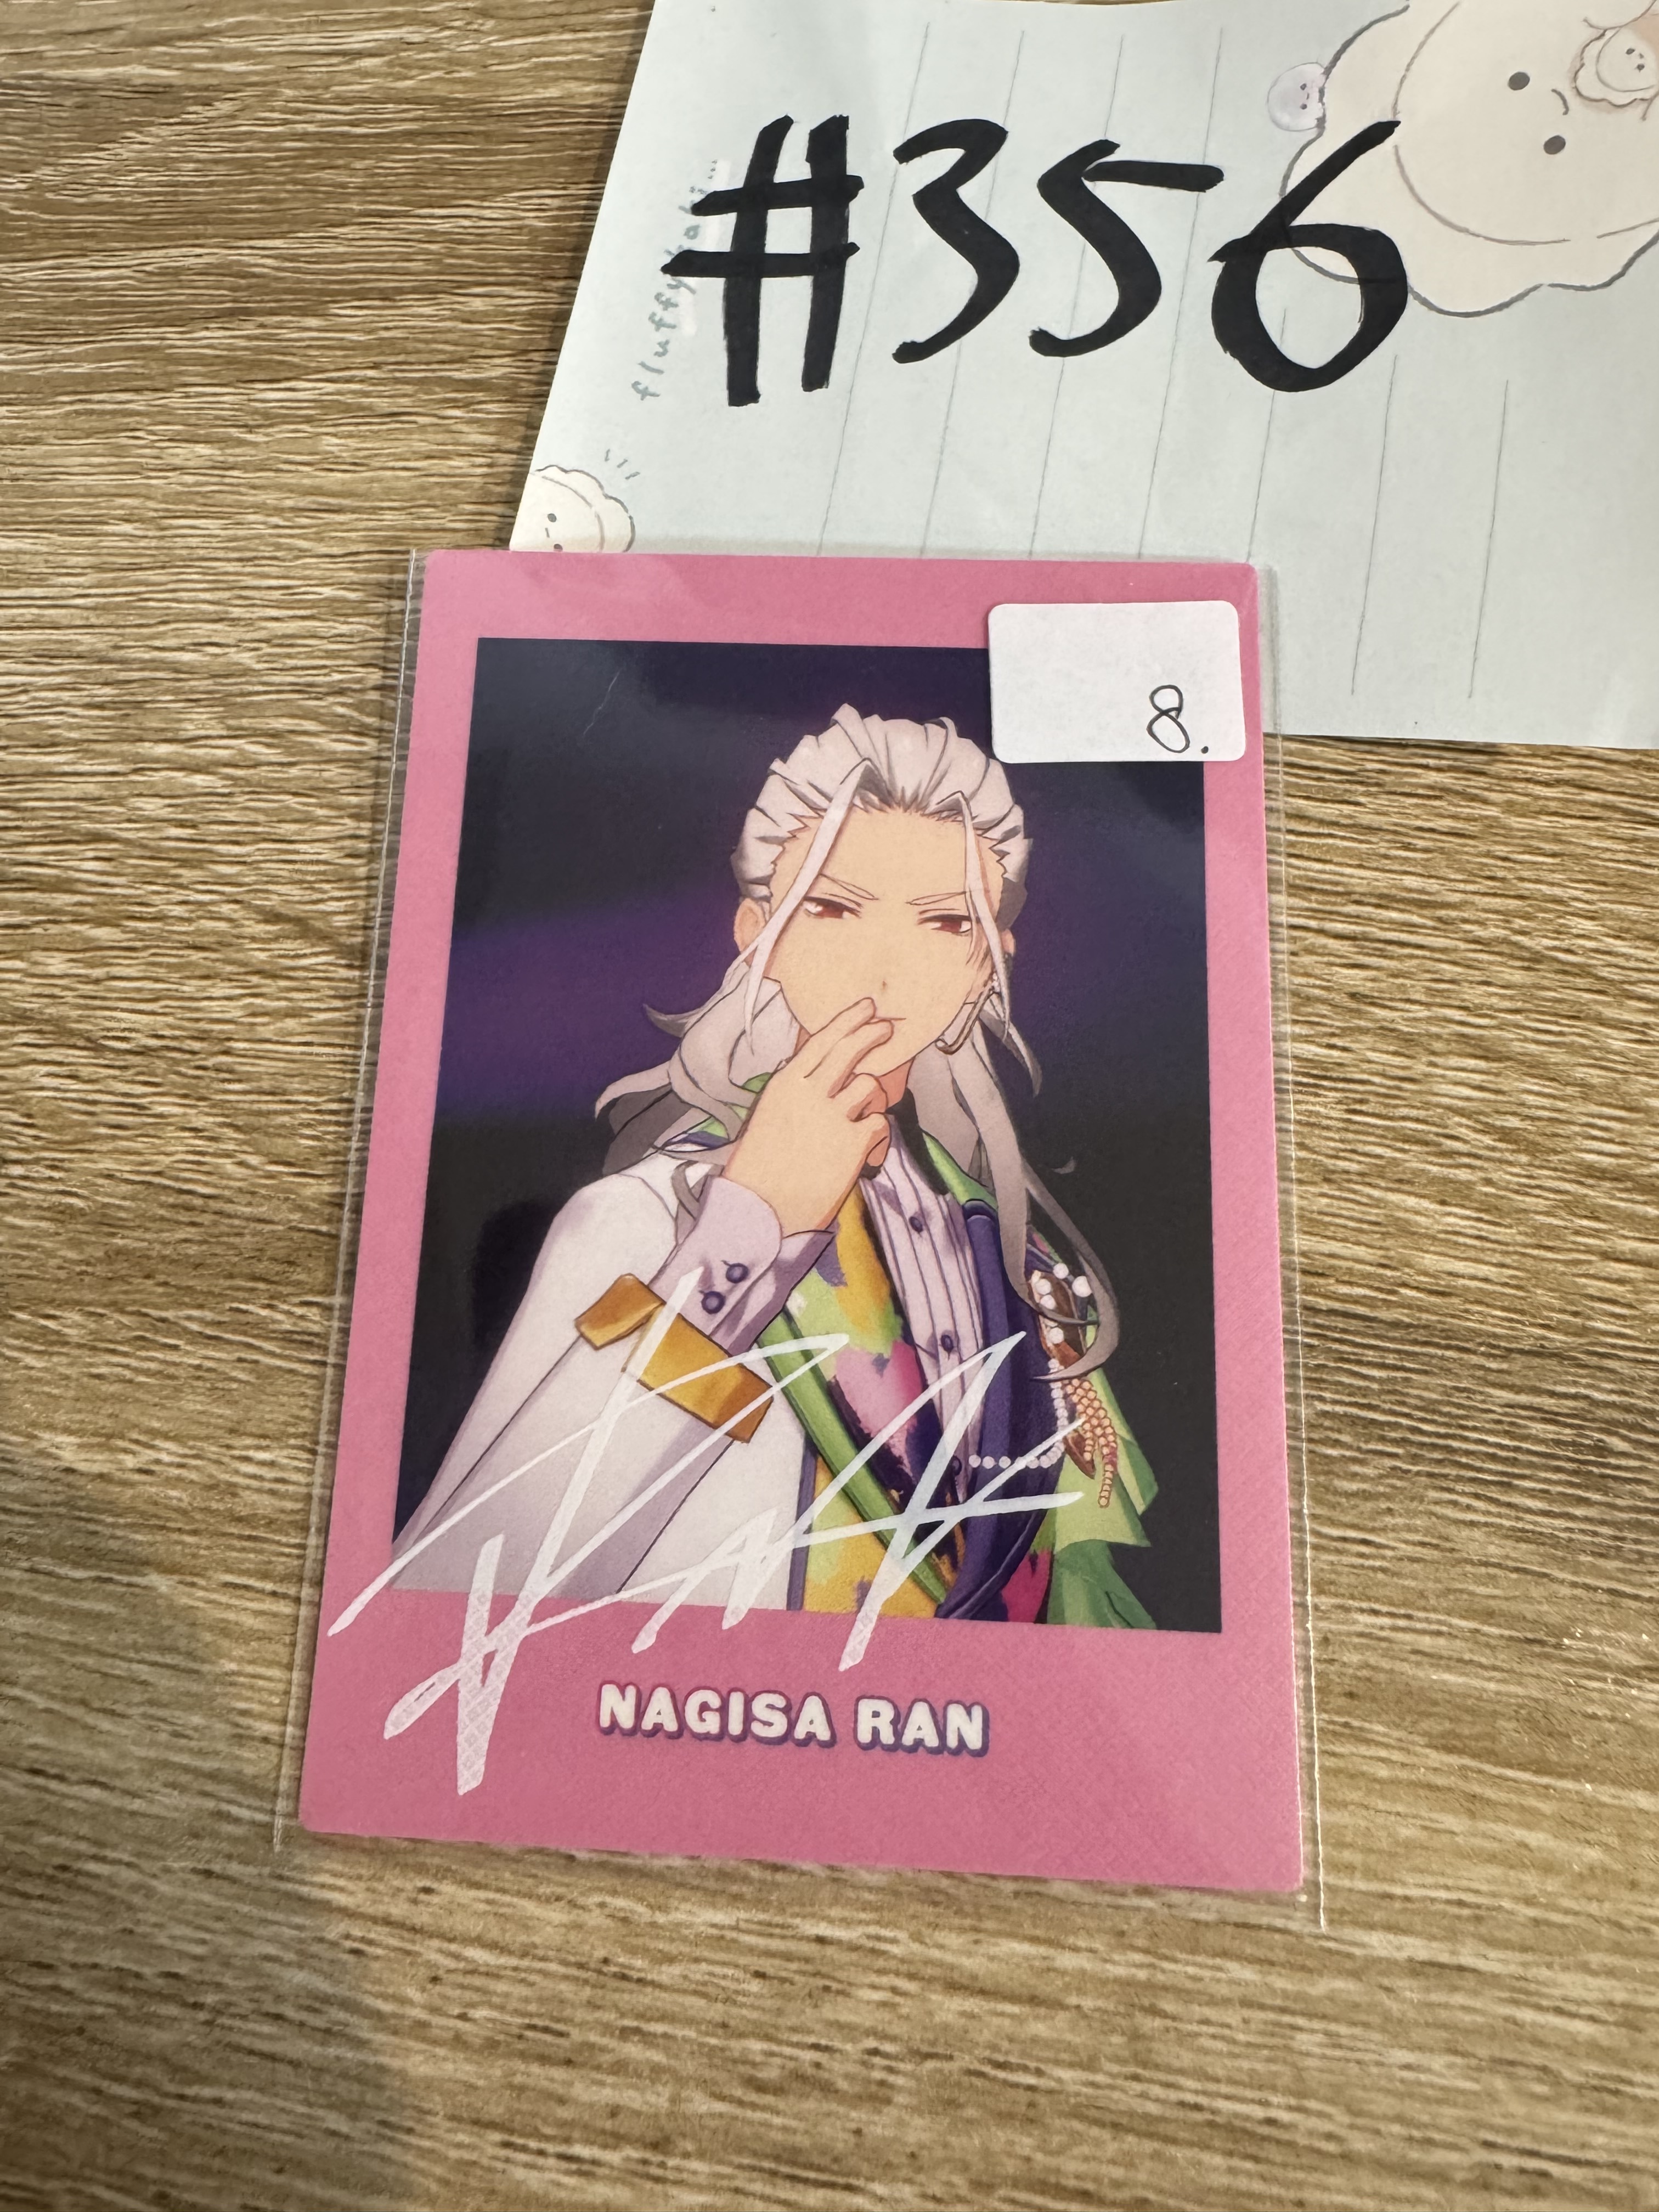 #356
fluffy
8.
NAGISA RAN